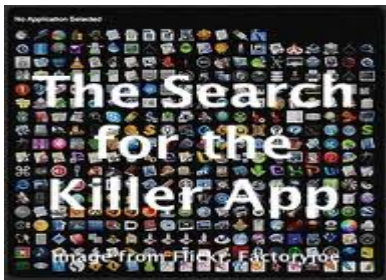 No Application Selected
The Search
for the
Killer App
Image from Flickr, Factoryjoe